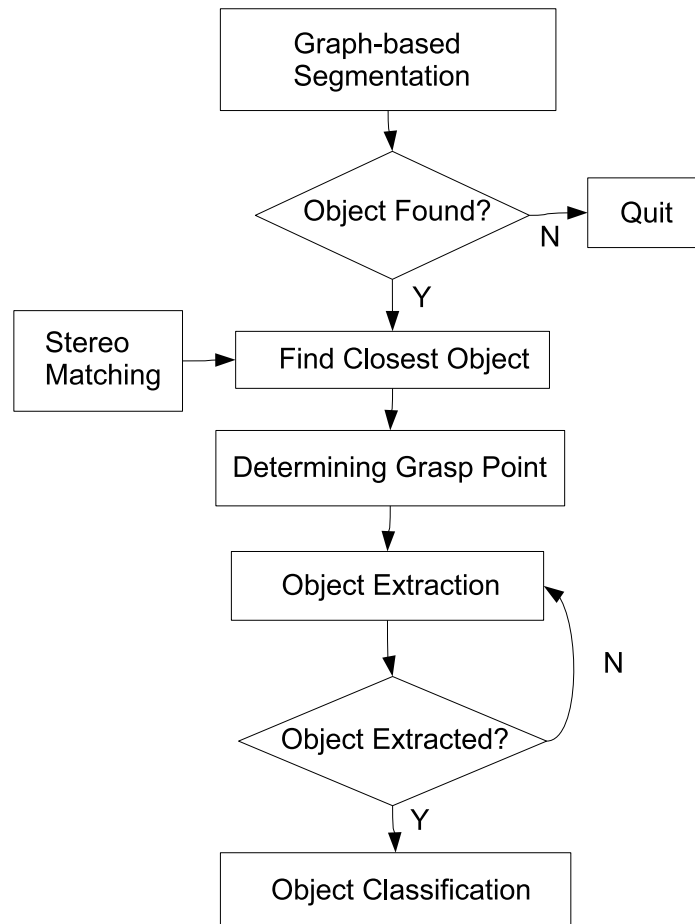 Graph-based
Segmentation
Object Found?
N
Quit
Y
Stereo
Matching
Find Closest Object
Determining Grasp Point
Object Extraction
N
Object Extracted?
Y
Object Classification